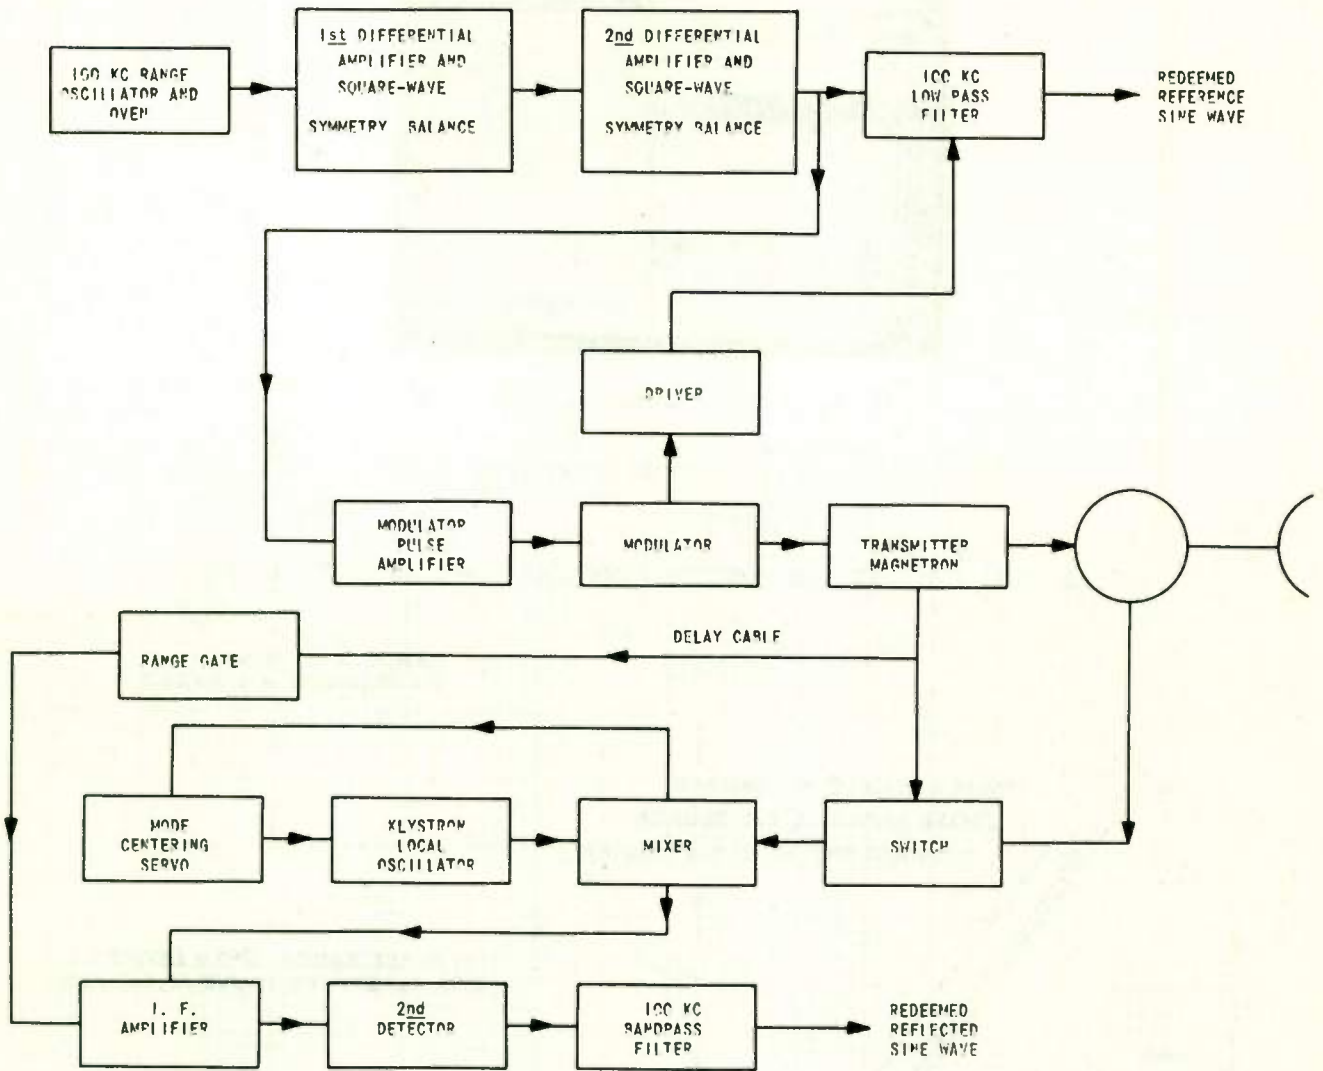 100 KC RANGE
OSCILLATOR AND
OVEN
1st DIFFERENTIAL
AMPLIFIER AND
SQUARE-WAVE
SYMMETRY BALANCE
2nd DIFFERENTIAL
AMPLIFIER AND
SQUARE-WAVE
SYMMETRY BALANCE
100 KC
LOW PASS
FILTER
REDEEMED
REFERENCE
SINE WAVE
DRIVER
MODULATOR
PULSE
AMPLIFIER
MODULATOR
TRANSMITTER
MAGNETRON
RANGE GATE
DELAY CABLE
MODE
CENTERING
SERVO
KLYSTRON
LOCAL
OSCILLATOR
MIXER
SWITCH
I. F.
AMPLIFIER
2nd
DETECTOR
100 KC
BANDPASS
FILTER
REDEEMED
REFLECTED
SINE WAVE